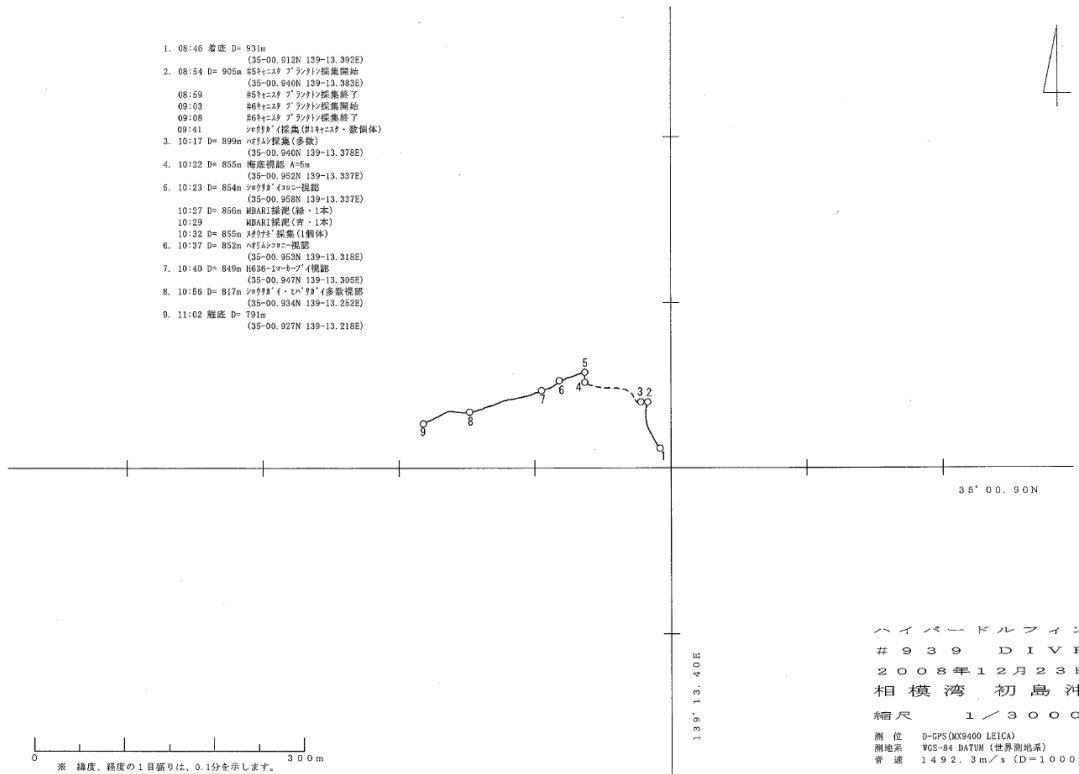 1. 08:46 着底 D= 931m
(35-00.912N 139-13.392E)
2. 08:54 D= 905m #5ｷｬﾆｽﾀ ﾌﾟﾗﾝｸﾄﾝ採集開始
(35-00.940N 139-13.383E)
08:59 #5ｷｬﾆｽﾀ ﾌﾟﾗﾝｸﾄﾝ採集終了
09:03 #6ｷｬﾆｽﾀ ﾌﾟﾗﾝｸﾄﾝ採集開始
09:08 #6ｷｬﾆｽﾀ ﾌﾟﾗﾝｸﾄﾝ採集終了
09:41 ｼﾛｳﾘｶﾞｲ採集(#1ｷｬﾆｽﾀ・数個体)
3. 10:17 D= 899m ﾊｵﾘﾑｼ採集(多数)
(35-00.940N 139-13.378E)
4. 10:22 D= 855m 海底視認 A=5m
(35-00.952N 139-13.337E)
5. 10:23 D= 854m ｼﾛｳﾘｶﾞｲｺﾛﾆｰ視認
(35-00.958N 139-13.337E)
10:27 D= 856m MBARI採泥(緑・1本)
10:29 MBARI採泥(青・1本)
10:32 D= 855m 採集(1個体)
6. 10:37 D= 852m ﾊｵﾘﾑｼｺﾛﾆｰ視認
(35-00.953N 139-13.318E)
7. 10:40 D= 849m H636-1ﾏｰｶｰﾌﾞｲ視認
(35-00.947N 139-13.305E)
8. 10:56 D= 817m ｼﾛｳﾘｶﾞｲ・ﾋﾊﾞﾘｶﾞｲ多数視認
(35-00.934N 139-13.252E)
9. 11:02 離底 D= 791m
(35-00.927N 139-13.218E)
5
4
6
3 2
7
8
9
35° 00.90N
139° 13.40E
ハイパードルフィン
#939 DIVE
2008年12月23日
相模湾 初島沖
縮尺 1/3000
測位 D-GPS(MX9400 LEICA)
測地系 WGS-84 DATUM (世界測地系)
音速 1492.3m/s (D=1000
0 300m
※ 緯度、経度の1目盛りは、0.1分を示します。